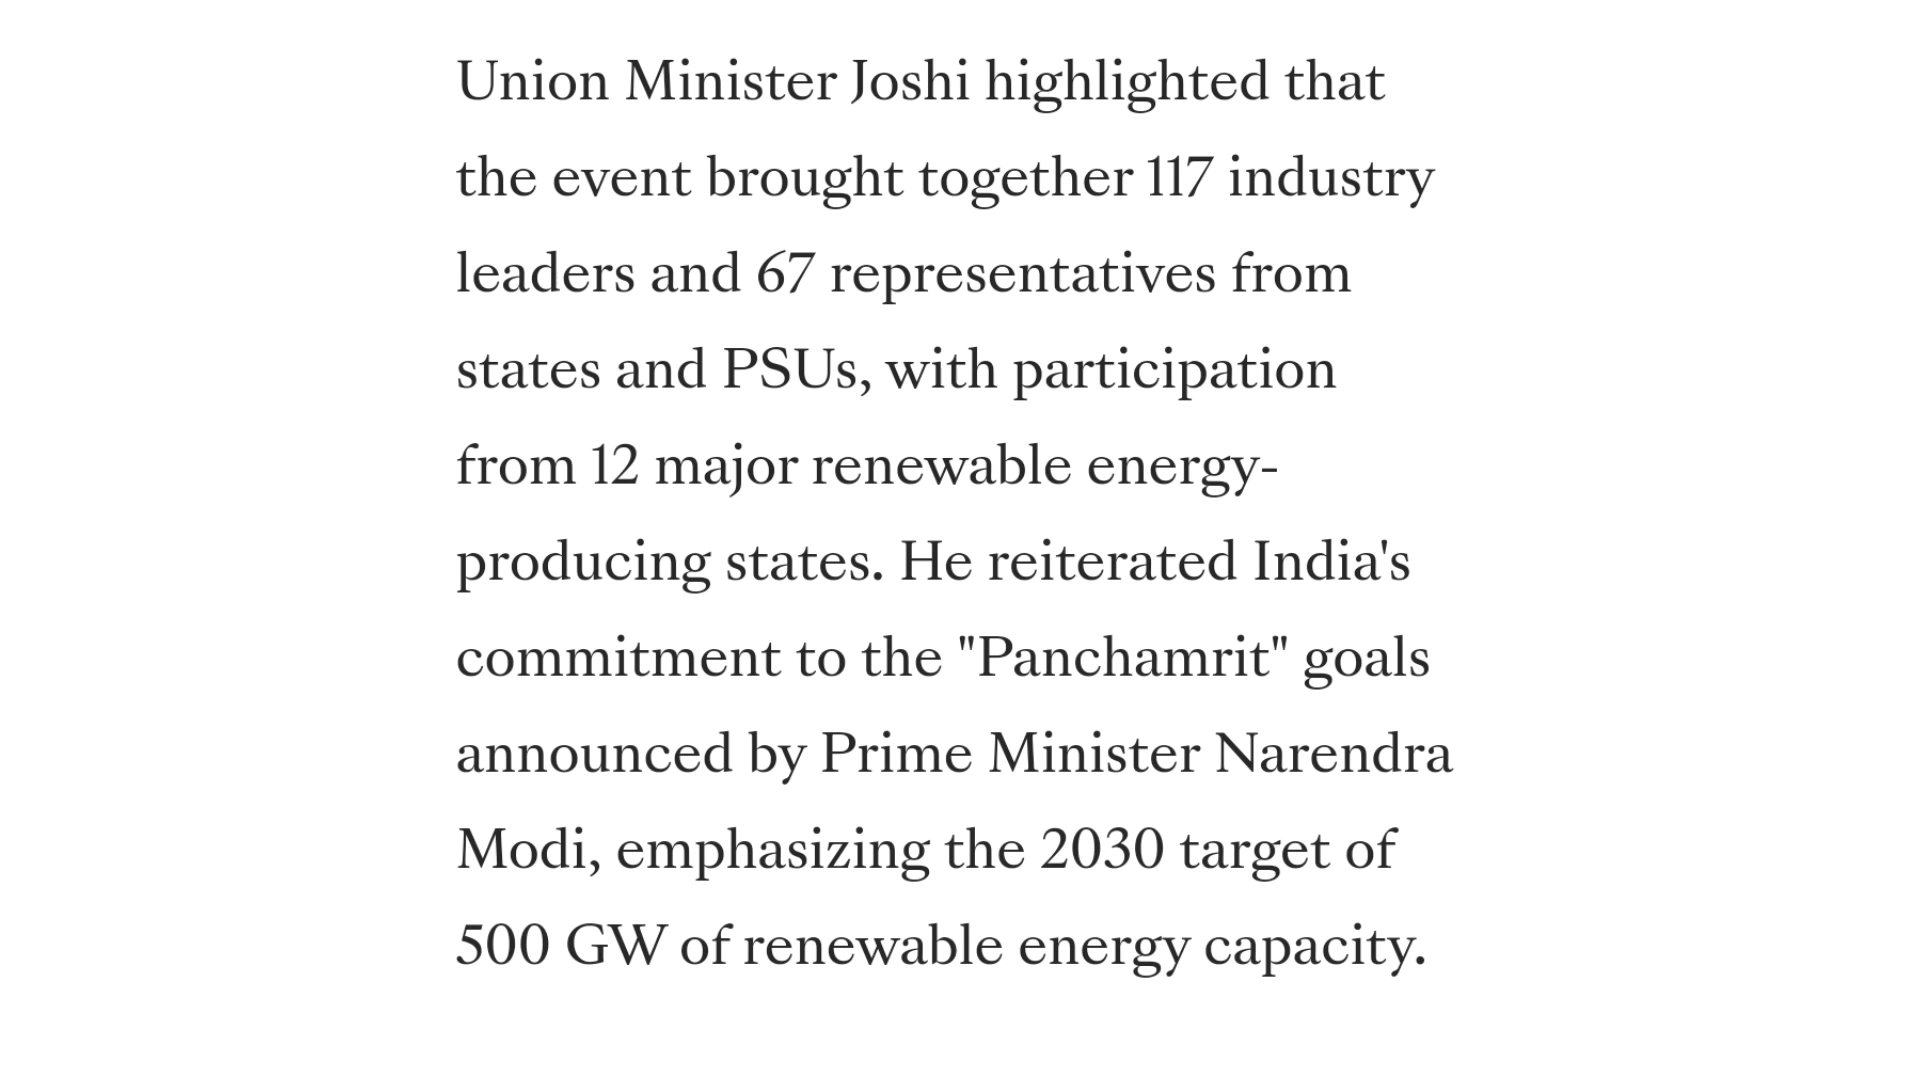 Union Minister Joshi highlighted that
the event brought together 117 industry
leaders and 67 representatives from
states and PSUs, with participation
from 12 major renewable energy-
producing states. He reiterated India's
commitment to the "Panchamrit" goals
announced by Prime Minister Narendra
Modi, emphasizing the 2030 target of
500 GW of renewable energy capacity.